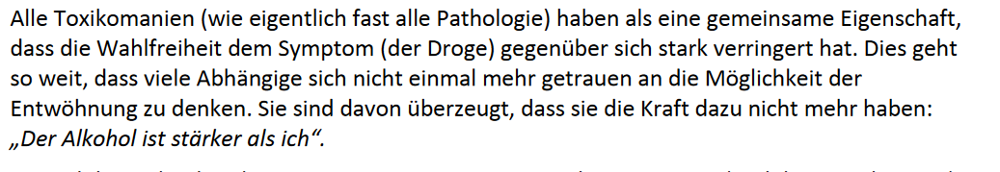 Alle Toxikomanien (wie eigentlich fast alle Pathologie) haben als eine gemeinsame Eigenschaft,
dass die Wahlfreiheit dem Symptom (der Droge) gegenüber sich stark verringert hat. Dies geht
so weit, dass viele Abhängige sich nicht einmal mehr getrauen an die Möglichkeit der
Entwöhnung zu denken. Sie sind davon überzeugt, dass sie die Kraft dazu nicht mehr haben:
„Der Alkohol ist stärker als ich“.